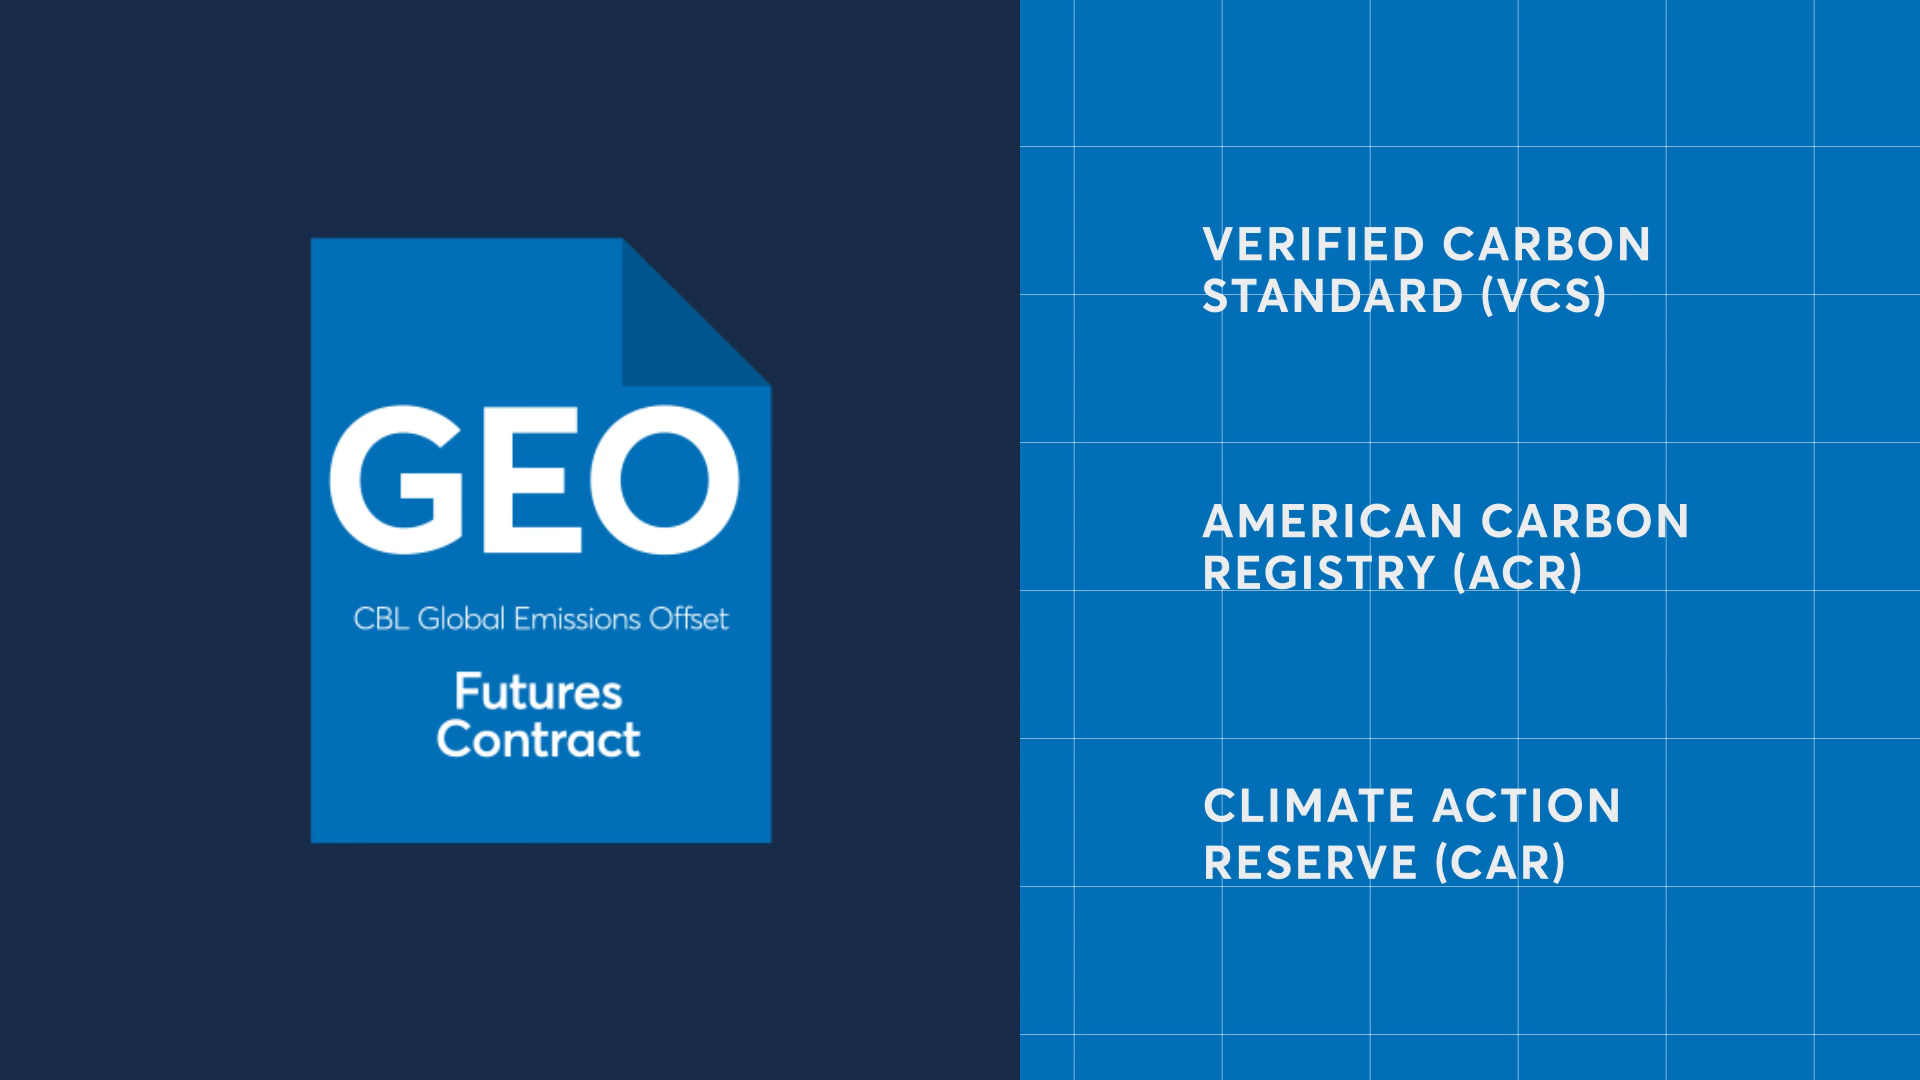 GEO
CBL Global Emissions Offset
Futures
Contract
VERIFIED CARBON
STANDARD (VCS)
AMERICAN CARBON
REGISTRY (ACR)
CLIMATE ACTION
RESERVE (CAR)